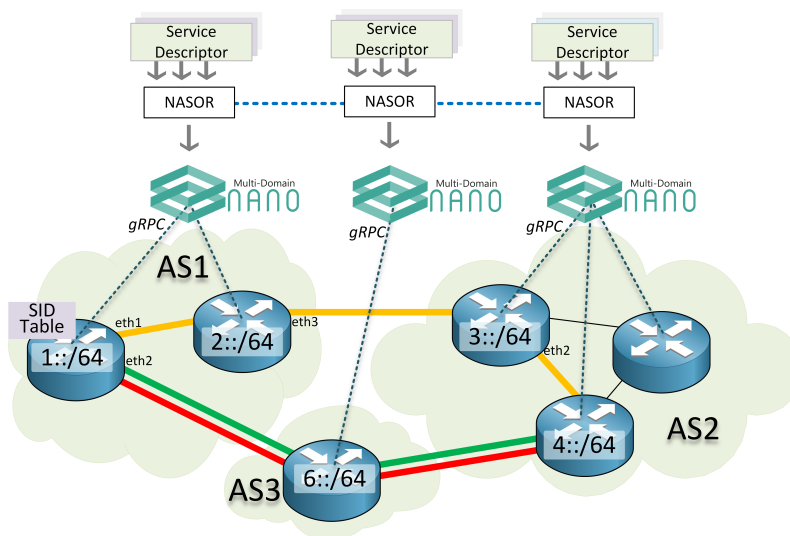 Service
Descriptor
Service
Descriptor
Service
Descriptor
NASOR
NASOR
NASOR
Multi-Domain
NANO
Multi-Domain
NANO
Multi-Domain
NANO
gRPC
gRPC
gRPC
AS1
SID
Table
eth1
eth3
1::/64
2::/64
3::/64
eth2
eth2
4::/64
AS2
AS3
6::/64